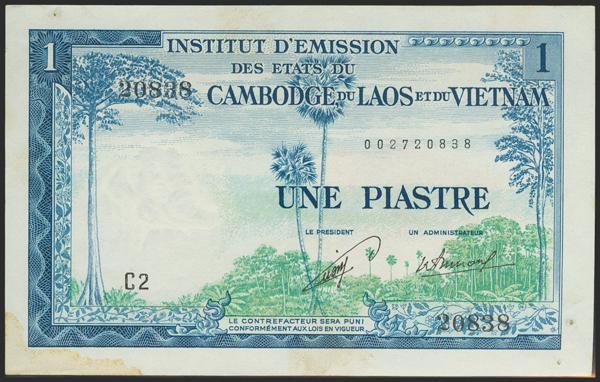 1
INSTITUT D'EMISSION
1
DES ETATS DU
20838
CAMBODGE DU LAOS ET DU VIETNAM
002720838
UNE PIASTRE
LE PRESIDENT
UN ADMINISTRATEUR
C2
20838
LE CONTREFACTEUR SERA PUNI
CONFORMÉMENT AUX LOIS EN VIGUEUR